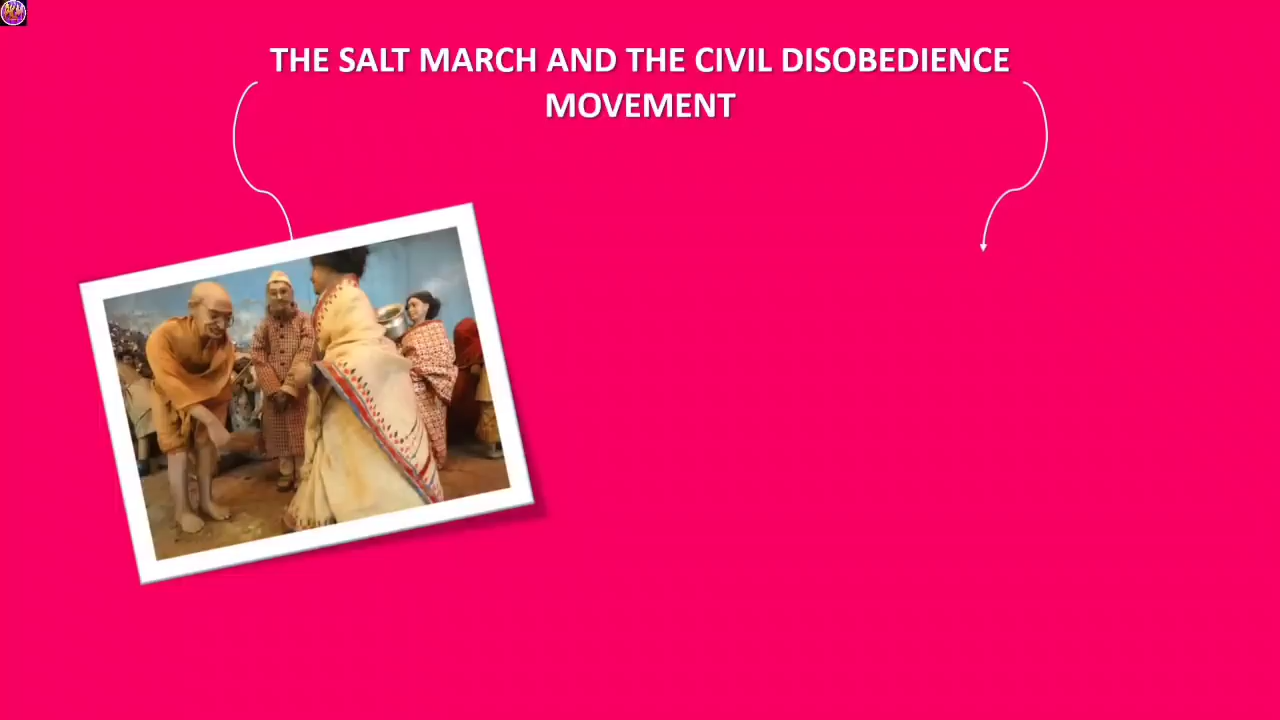 THE SALT MARCH AND THE CIVIL DISOBEDIENCE
MOVEMENT